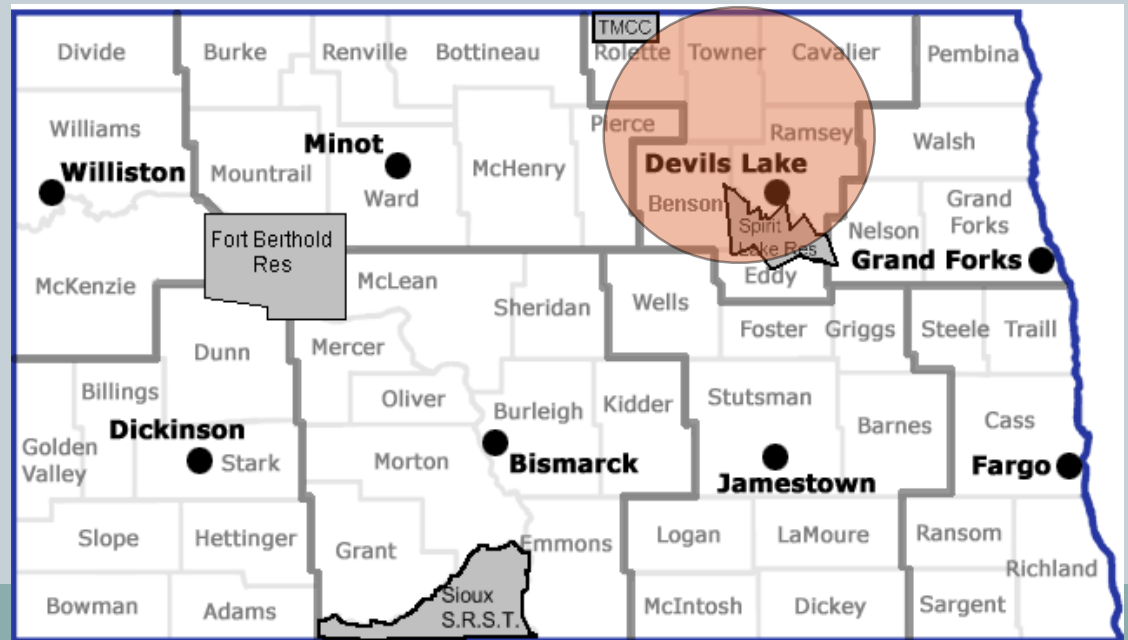 TMCC
Divide
Burke
Renville
Bottineau
Rolette
Towner
Cavalier
Pembina
Williams
Minot
Pierce
Ramsey
Walsh
Williston
Mountrail
McHenry
Devils Lake
Ward
Benson
Grand
Forks
Spirit
Lake Res
Nelson
Fort Berthold
Res
Grand Forks
McKenzie
McLean
Eddy
Sheridan
Wells
Foster
Griggs
Steele
Traill
Dunn
Mercer
Billings
Oliver
Burleigh
Kidder
Stutsman
Barnes
Cass
Dickinson
Golden
Valley
Stark
Morton
Bismarck
Jamestown
Fargo
Slope
Hettinger
Grant
Emmons
Logan
LaMoure
Ransom
Richland
Bowman
Adams
Sioux
S.R.S.T.
McIntosh
Dickey
Sargent